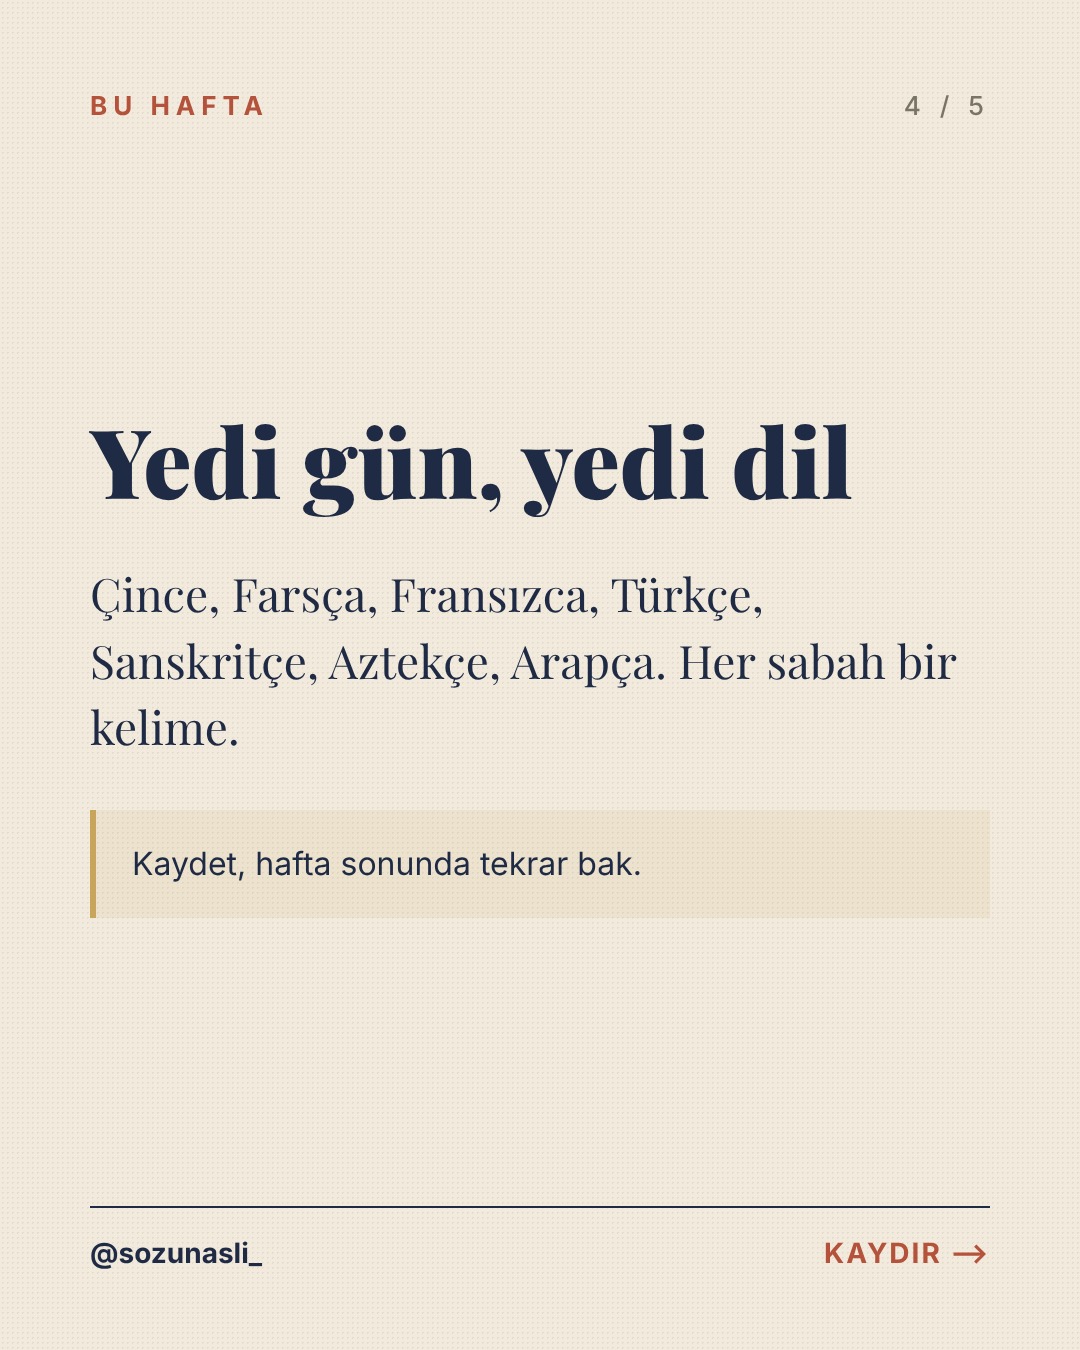 BU HAFTA
4 / 5
Yedi gün, yedi dil
Çince, Farsça, Fransızca, Türkçe,
Sanskritçe, Aztekçe, Arapça. Her sabah bir
kelime.
Kaydet, hafta sonunda tekrar bak.
@sozunasli_
KAYDIR →